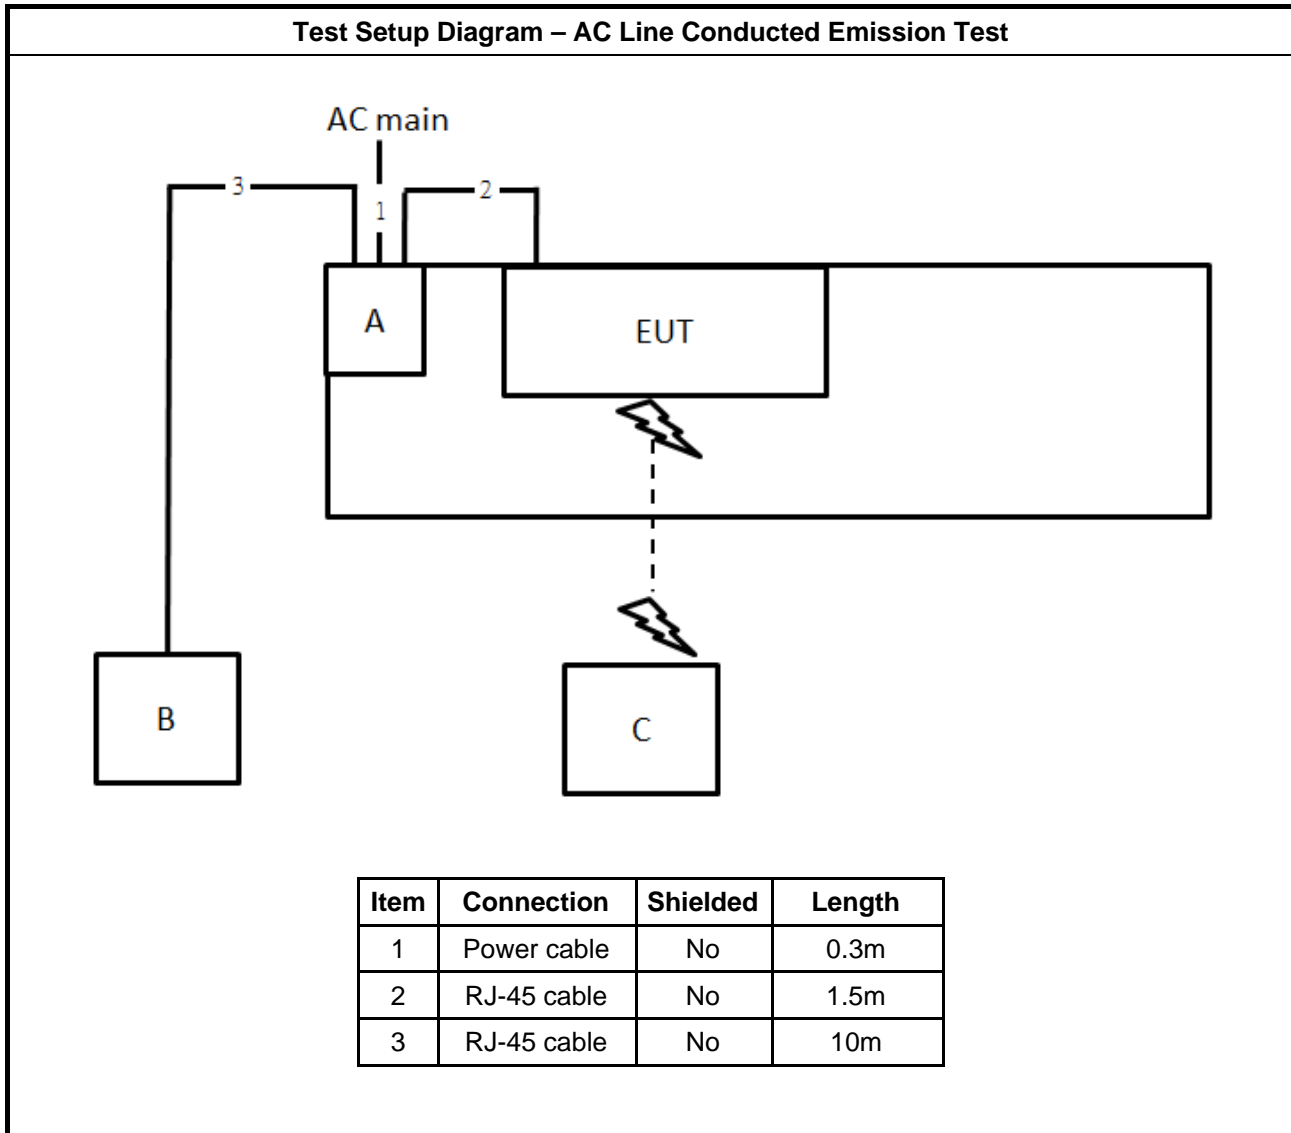 Test Setup Diagram – AC Line Conducted Emission Test
AC main
3
2
1
A
EUT
B
C
Item Connection Shielded Length
1 Power cable No 0.3m
2 RJ-45 cable No 1.5m
3 RJ-45 cable No 10m